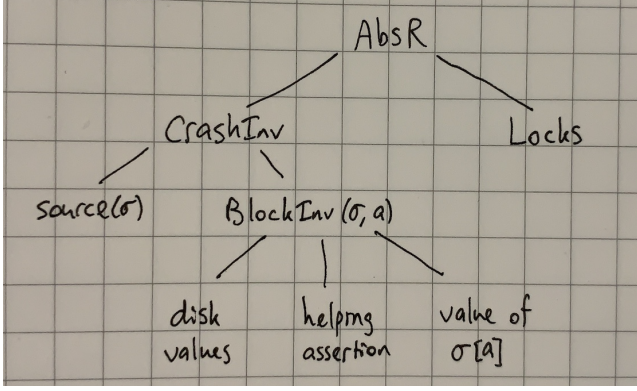 AbsR
CrashInv
Locks
source(σ)
BlockInv(σ, a)
disk
values
helping
assertion
value of
σ[a]